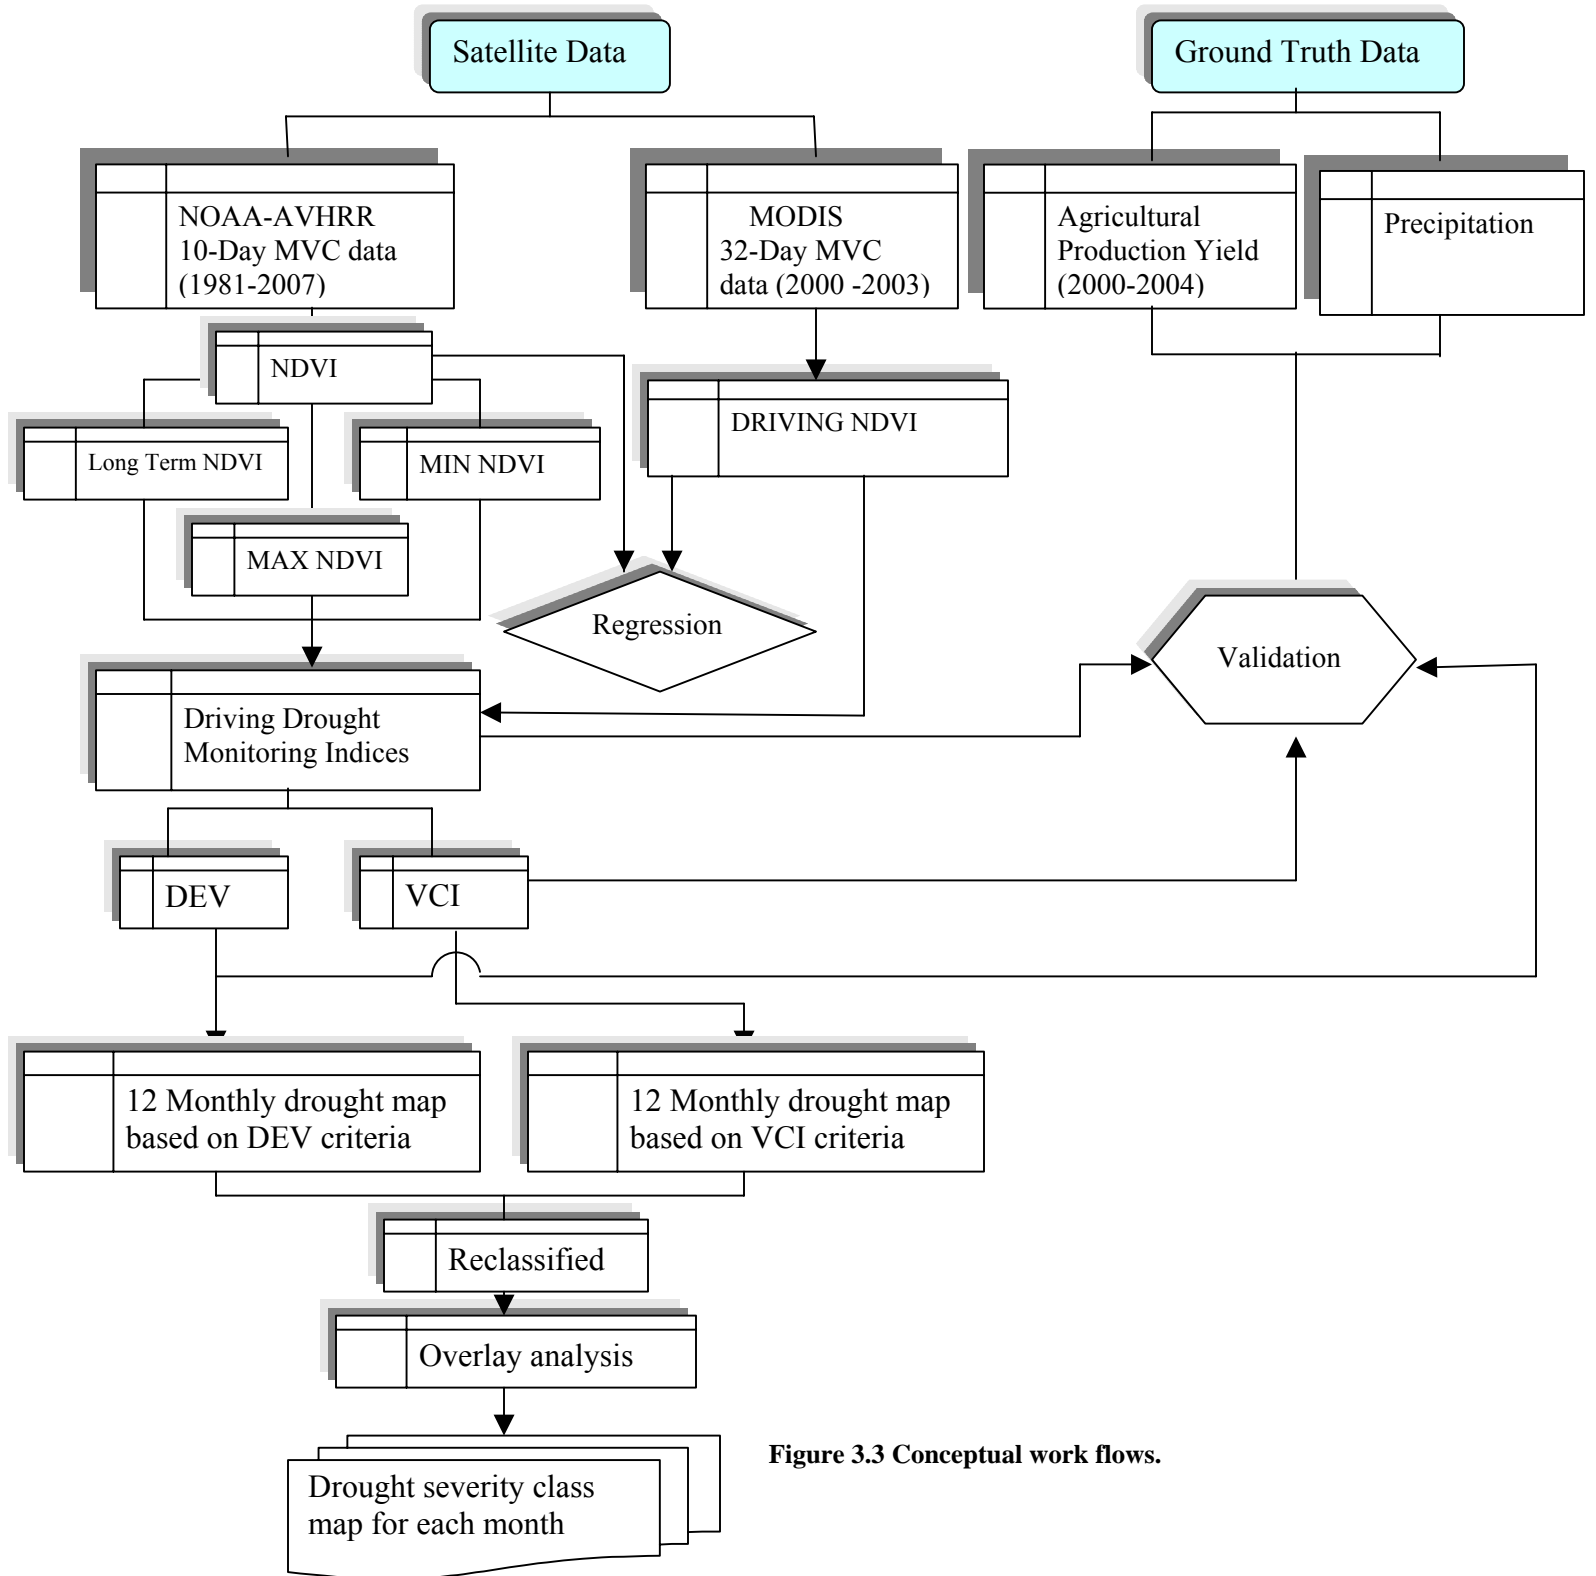 Satellite Data
Ground Truth Data
NOAA-AVHRR
10-Day MVC data
(1981-2007)
MODIS
32-Day MVC
data (2000 -2003)
Agricultural
Production Yield
(2000-2004)
Precipitation
NDVI
DRIVING NDVI
Long Term NDVI
MIN NDVI
MAX NDVI
Regression
Validation
Driving Drought
Monitoring Indices
DEV
VCI
12 Monthly drought map
based on DEV criteria
12 Monthly drought map
based on VCI criteria
Reclassified
Overlay analysis
Drought severity class
map for each month
Figure 3.3 Conceptual work flows.